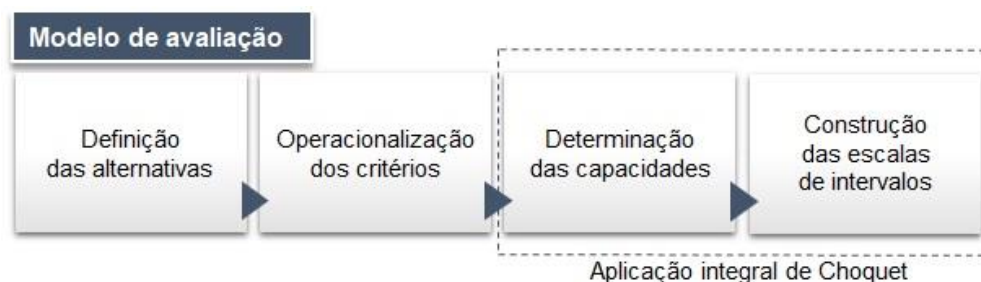 Modelo de avaliação
Definição
das alternativas
Operacionalização
dos critérios
Determinação
das capacidades
Construção
das escalas
de intervalos
Aplicação integral de Choquet